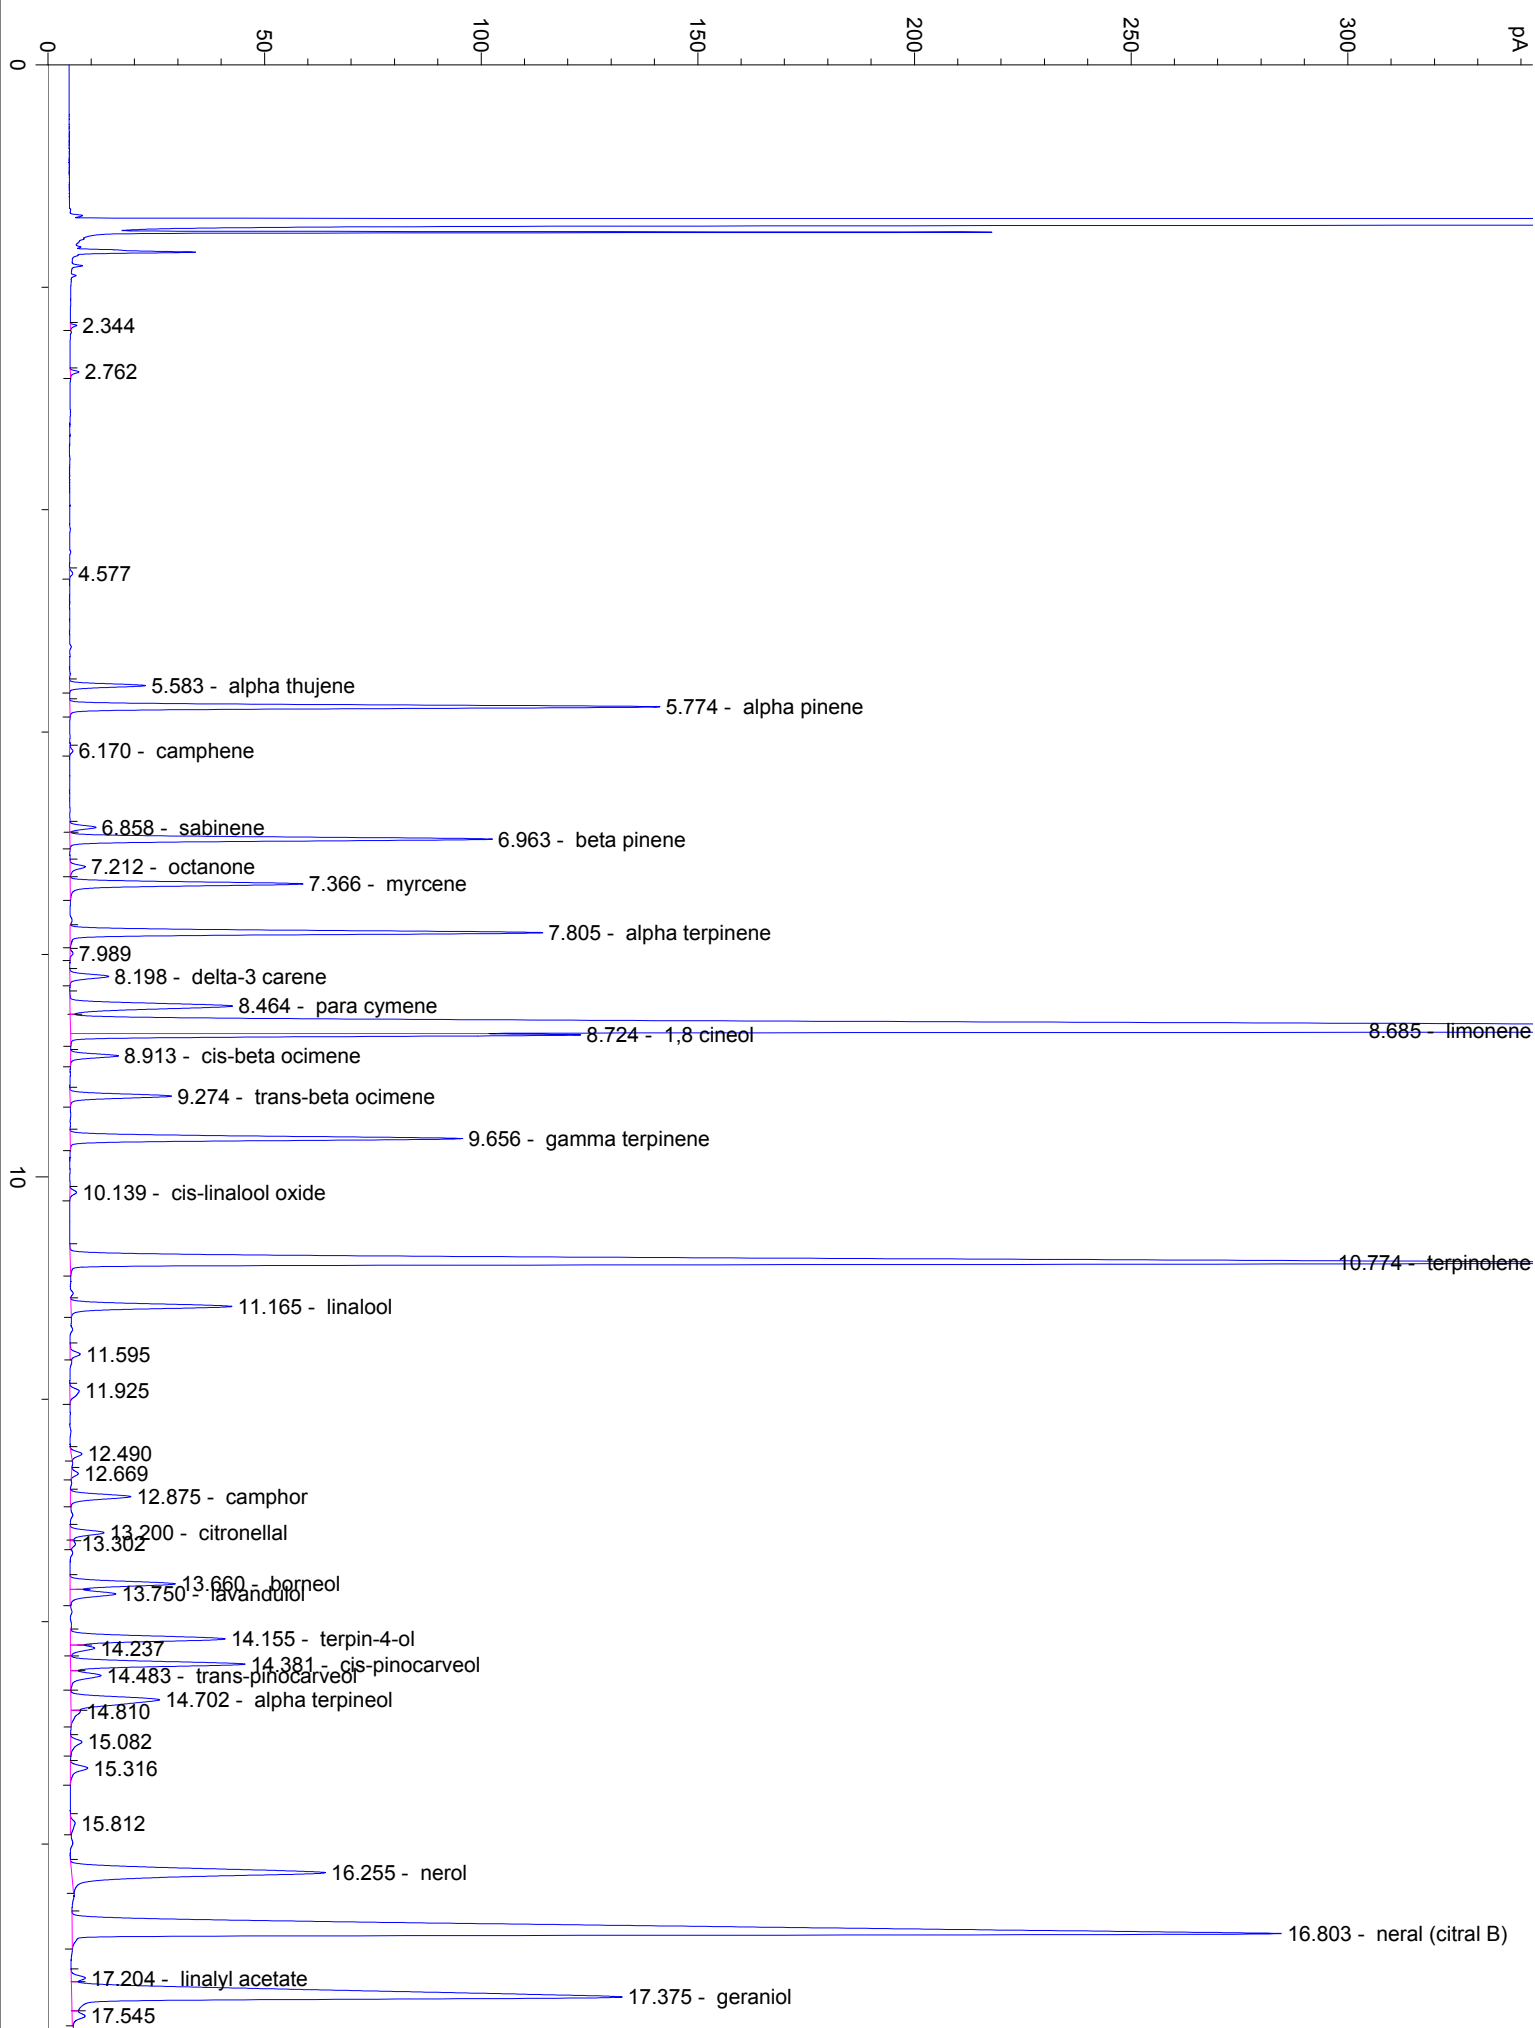 pA
0
50
100
150
200
250
300
0
2.344
2.762
4.577
5.583 - alpha thujene
5.774 - alpha pinene
6.170 - camphene
6.858 - sabinene
6.963 - beta pinene
7.212 - octanone
7.366 - myrcene
7.805 - alpha terpinene
7.989
8.198 - delta-3 carene
8.464 - para cymene
8.685 - limonene
8.724 - 1,8 cineol
8.913 - cis-beta ocimene
9.274 - trans-beta ocimene
9.656 - gamma terpinene
10
10.139 - cis-linalool oxide
10.774 - terpinolene
11.165 - linalool
11.595
11.925
12.490
12.669
12.875 - camphor
13.200 - citronellal
13.302
13.660 - borneol
13.750 - lavandulol
14.155 - terpin-4-ol
14.237
14.381 - cis-pinocarveol
14.483 - trans-pinocarveol
14.702 - alpha terpineol
14.810
15.082
15.316
15.812
16.255 - nerol
16.803 - neral (citral B)
17.204 - linalyl acetate
17.375 - geraniol
17.545